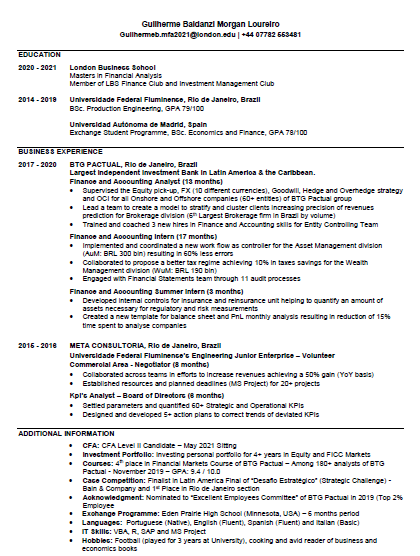 Guilherme Baldanzi Morgan Loureiro
Guilhermeb.mfa2021@london.edu | +44 07782 553481
EDUCATION
2020 - 2021 London Business School
Masters in Financial Analysis
Member of LBS Finance Club and Investment Management Club
2014 - 2019 Universidade Federal Fluminense, Rio de Janeiro, Brazil
BSc. Production Engineering, GPA 79/100
Universidad Autónoma de Madrid, Spain
Exchange Student Programme, BSc. Economics and Finance, GPA 78/100
BUSINESS EXPERIENCE
2017 - 2020 BTG PACTUAL, Rio de Janeiro, Brazil
Largest Independent Investment Bank in Latin America & the Caribbean.
Finance and Accounting Analyst (13 months)
• Supervised the Equity pick-up, FX (10 different currencies), Goodwill, Hedge and Overhedge strategy
and OCI for all Onshore and Offshore companies (60+ entities) of BTG Pactual group
• Lead a team to create a model to stratify and cluster clients increasing precision of revenues
prediction for Brokerage division (6th Largest Brokerage firm in Brazil by volume)
• Trained and coached 3 new hires in Finance and Accounting skills for Entity Controlling Team
Finance and Accounting Intern (17 months)
• Implemented and coordinated a new work flow as controller for the Asset Management division
(AuM: BRL 300 bin) resulting in 60% less errors
• Collaborated to propose a better tax regime achieving 10% in taxes savings for the Wealth
Management division (WuM: BRL 190 bin)
• Engaged with Financial Statements team through 11 audit processes
Finance and Accounting Summer Intern (3 months)
• Developed internal controls for insurance and reinsurance unit helping to quantify an amount of
assets necessary for regulatory and risk measurements
• Created a new template for balance sheet and PnL monthly analysis resulting in reduction of 15%
time spent to analyse companies
2015 - 2016 META CONSULTORIA, Rio de Janeiro, Brazil
Universidade Federal Fluminense's Engineering Junior Enterprise – Volunteer
Commercial Area - Negotiator (8 months)
• Collaborated across teams in efforts to increase revenues achieving a 50% gain (YoY basis)
• Established resources and planned deadlines (MS Project) for 20+ projects
Kpi's Analyst – Board of Directors (6 months)
• Settled parameters and quantified 60+ Strategic and Operational KPIs
• Designed and developed 5+ action plans to correct trends of deviated KPIs
ADDITIONAL INFORMATION
• CFA: CFA Level II Candidate – May 2021 Sitting
• Investment Portfolio: Investing personal portfolio for 4+ years in Equity and FICC Markets
• Courses: 4th place in Financial Markets Course of BTG Pactual – Among 180+ analysts of BTG
Pactual - November 2019 – GPA: 9.4 / 10.0
• Case Competition: Finalist in Latin America Final of "Desafio Estratégico" (Strategic Challenge) -
Bain & Company and 1st Place in Rio de Janeiro section
• Acknowledgment: Nominated to "Excellent Employees Committee" of BTG Pactual in 2019 (Top 2%
Employee
• Exchange Programme: Eden Prairie High School (Minnesota, USA) – 6 months period
• Languages: Portuguese (Native), English (Fluent), Spanish (Fluent) and Italian (Basic)
• IT Skills: VBA, R, SAP and MS Project
• Hobbies: Football (played for 3 years at University), cooking and avid reader of business and
economics books